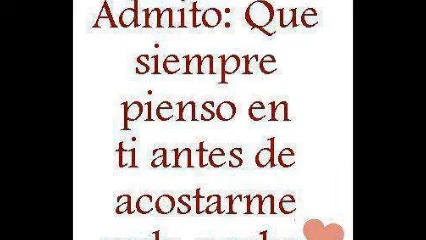 Admito: Que
siempre
pienso en
ti antes de
acostarme